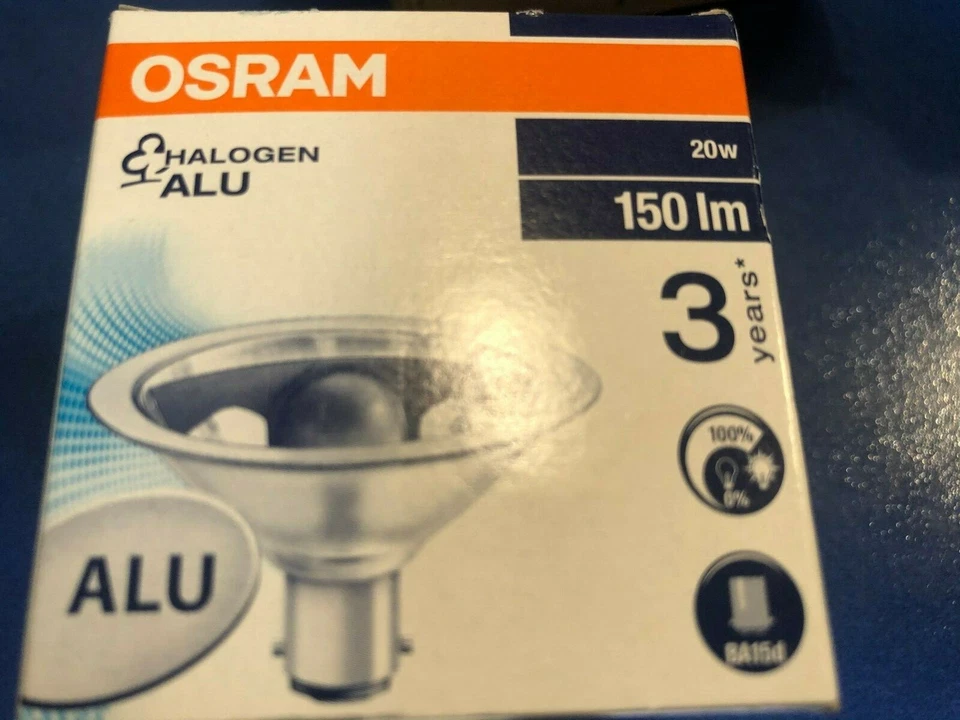 OSRAM
HALOGEN
ALU
20w
150 lm
3
years*
100%
0%
ALU
BA15d